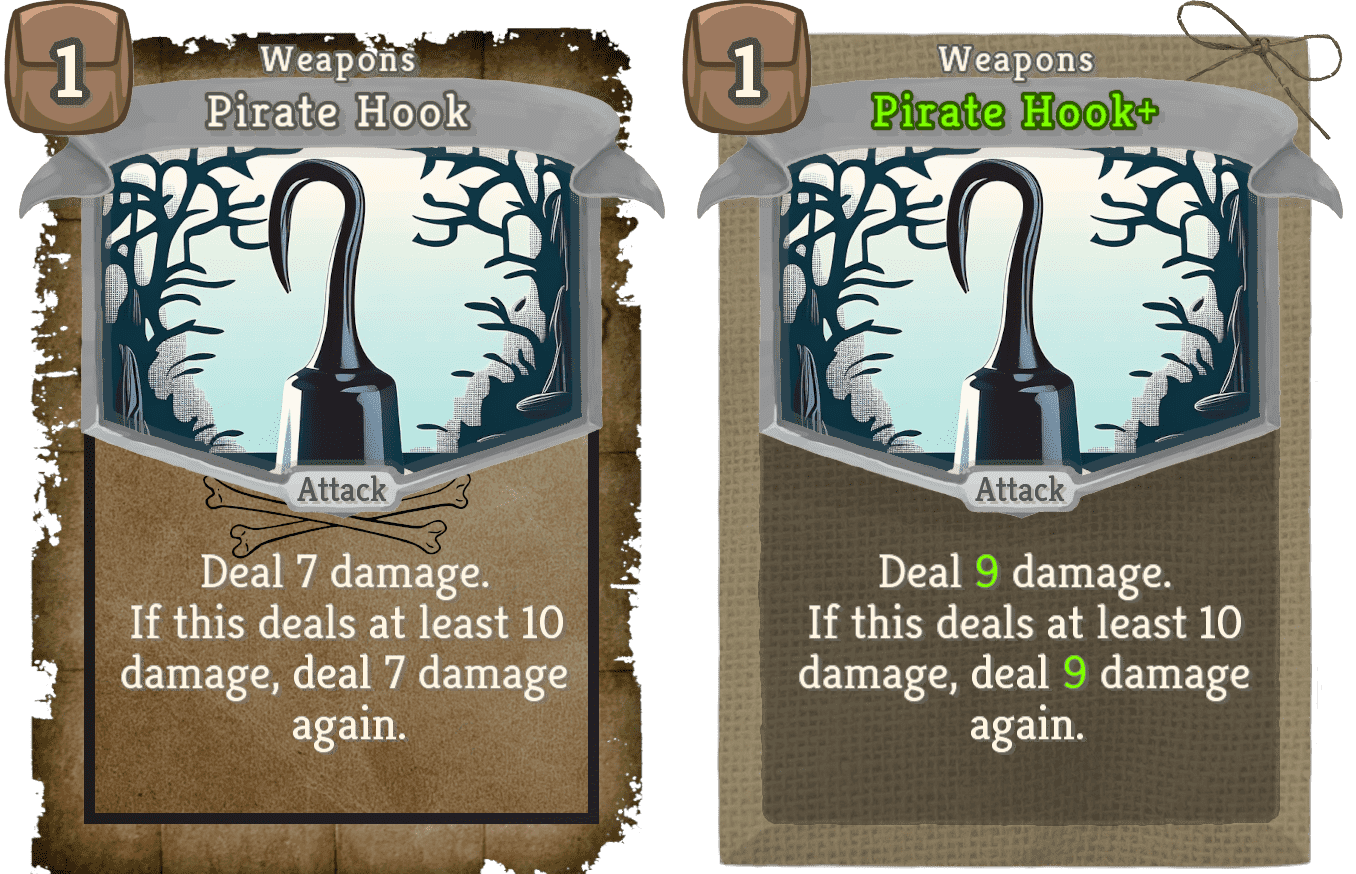 1
Weapons
Pirate Hook
Attack
Deal 7 damage.
If this deals at least 10
damage, deal 7 damage
again.
1
Weapons
Pirate Hook+
Attack
Deal 9 damage.
If this deals at least 10
damage, deal 9 damage
again.